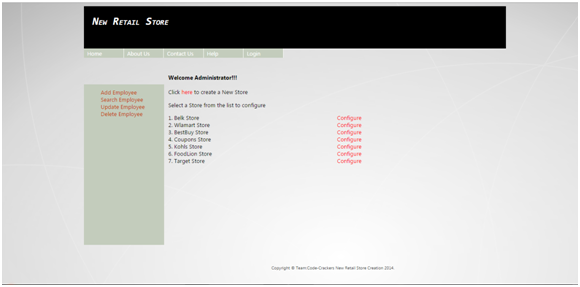 New Retail Store
Home About Us Contact Us Help Login
Welcome Administrator!!!
Add Employee
Search Employee
Update Employee
Delete Employee
Click here to create a New Store
Select a Store from the list to configure
1. Belk Store Configure
2. Wlamart Store Configure
3. BestBuy Store Configure
4. Coupons Store Configure
5. Kohls Store Configure
6. FoodLion Store Configure
7. Target Store Configure
Copyright © Team:Code-Crackers New Retail Store Creation 2014.